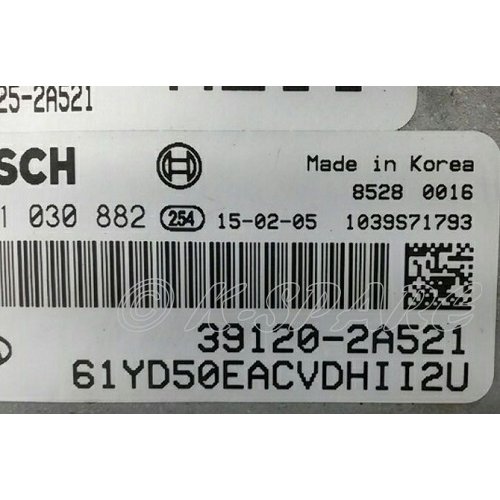 25-2A521
SCH
Made in Korea
8528 0016
1 030 882 254 15-02-05 1039S71793
© K-SPARE
39120-2A521
61YD50EACVDHII2U